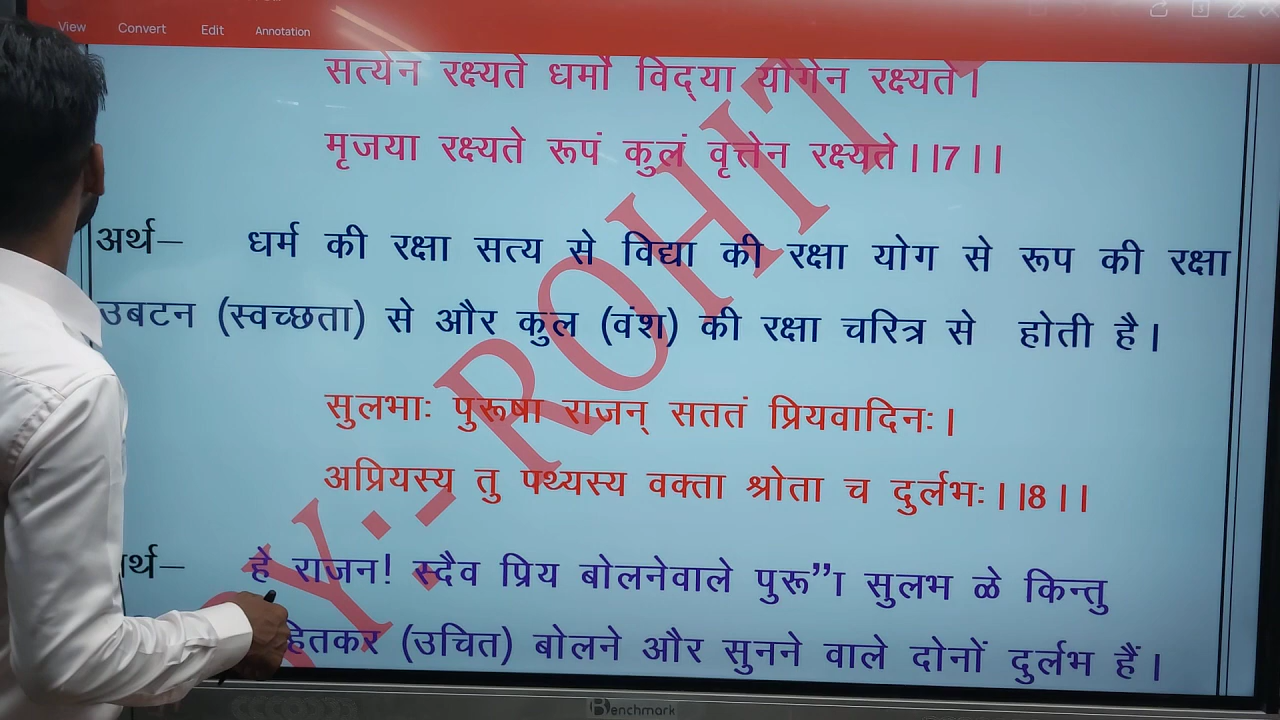 View Convert Edit Annotation
सत्येन रक्ष्यते धर्मो विद्या योगेन रक्ष्यते।
मृजया रक्ष्यते रूपं कुलं वृत्तेन रक्ष्यते।।7।।
अर्थ– धर्म की रक्षा सत्य से विद्या की रक्षा योग से रूप की रक्षा
उबटन (स्वच्छता) से और कुल (वंश) की रक्षा चरित्र से होती है।
सुलभाः पुरूषा राजन् सततं प्रियवादिनः।
अप्रियस्य तु पथ्यस्य वक्ता श्रोता च दुर्लभः।।8।।
र्थ– हे राजन! स्दैव प्रिय बोलनेवाले पुरू”ा सुलभ ळे किन्तु
हितकर (उचित) बोलने और सुनने वाले दोनों दुर्लभ हैं।
BY:- ROHIT
Benchmark